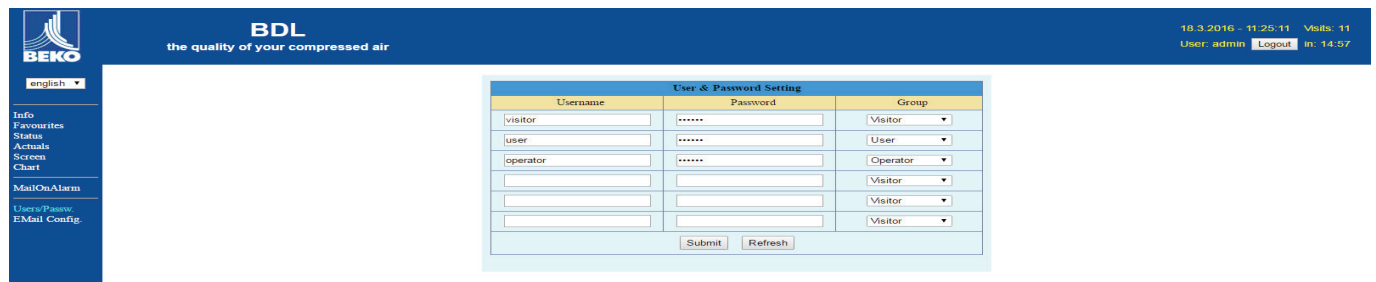 BEKO
BDL
the quality of your compressed air
18.3.2016 - 11:25:11 Visits: 11
User: admin Logout in: 14:57
english
Info
Favourites
Status
Actuals
Screen
Chart
MailOnAlarm
Users/Passw.
EMail Config.
User & Password Setting
Username Password Group
visitor •••••• Visitor
user •••••• User
operator •••••• Operator
Visitor
Visitor
Visitor
Submit Refresh